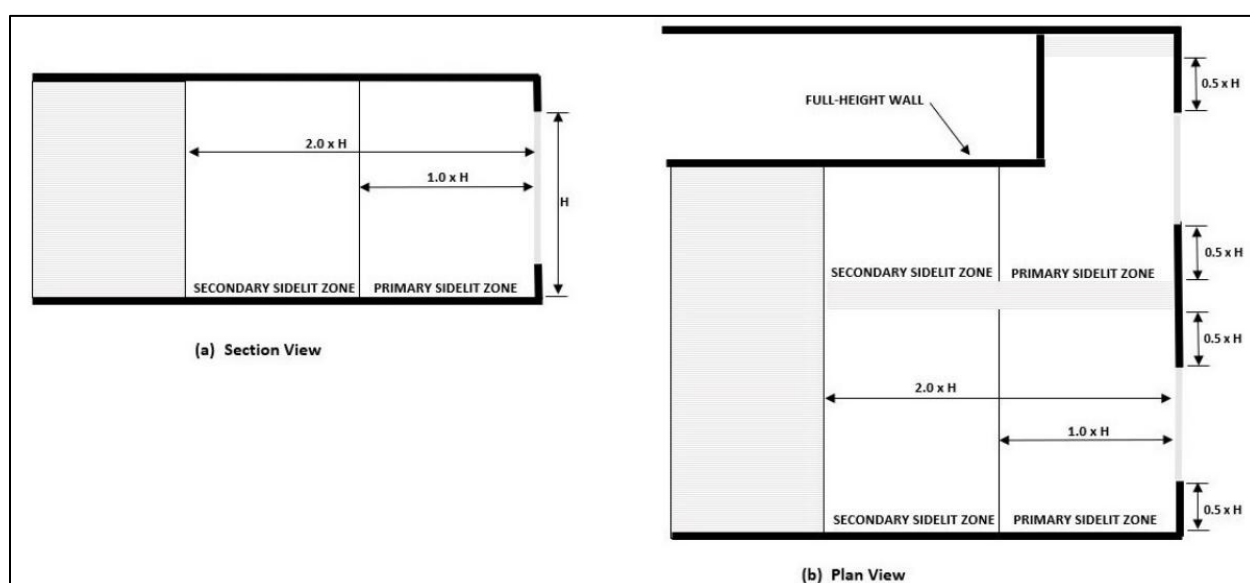 2.0 x H
1.0 x H
H
SECONDARY SIDELIT ZONE
PRIMARY SIDELIT ZONE
(a) Section View
0.5 x H
FULL-HEIGHT WALL
0.5 x H
SECONDARY SIDELIT ZONE
PRIMARY SIDELIT ZONE
0.5 x H
2.0 x H
1.0 x H
0.5 x H
SECONDARY SIDELIT ZONE
PRIMARY SIDELIT ZONE
(b) Plan View